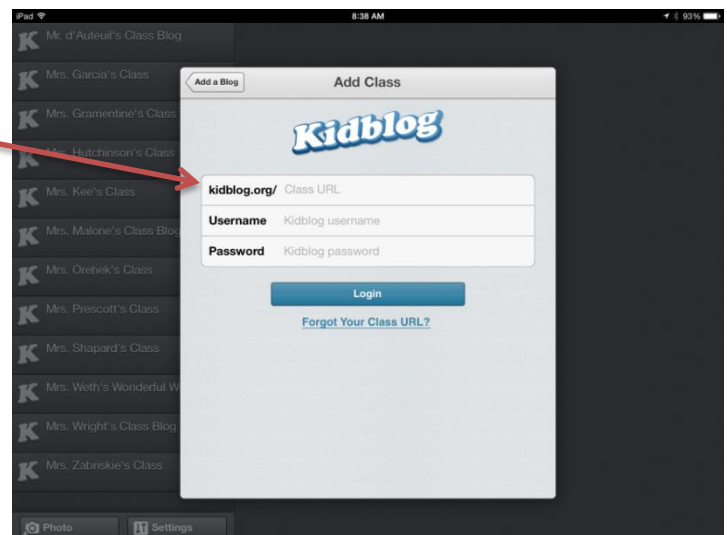 iPad 8:38 AM 93%
Mr. d'Auteuil's Class Blog
Mrs. Garcia's Class
Mrs. Gramentine's Class
Mrs. Hutchinson's Class
Mrs. Kee's Class
Mrs. Malone's Class Blog
Mrs. Orehek's Class
Mrs. Prescott's Class
Mrs. Shapard's Class
Mrs. Weth's Wonderful W
Mrs. Wright's Class Blog
Mrs. Zabriskie's Class
Photo Settings
Add a Blog Add Class
Kidblog
kidblog.org/ Class URL
Username Kidblog username
Password Kidblog password
Login
Forgot Your Class URL?